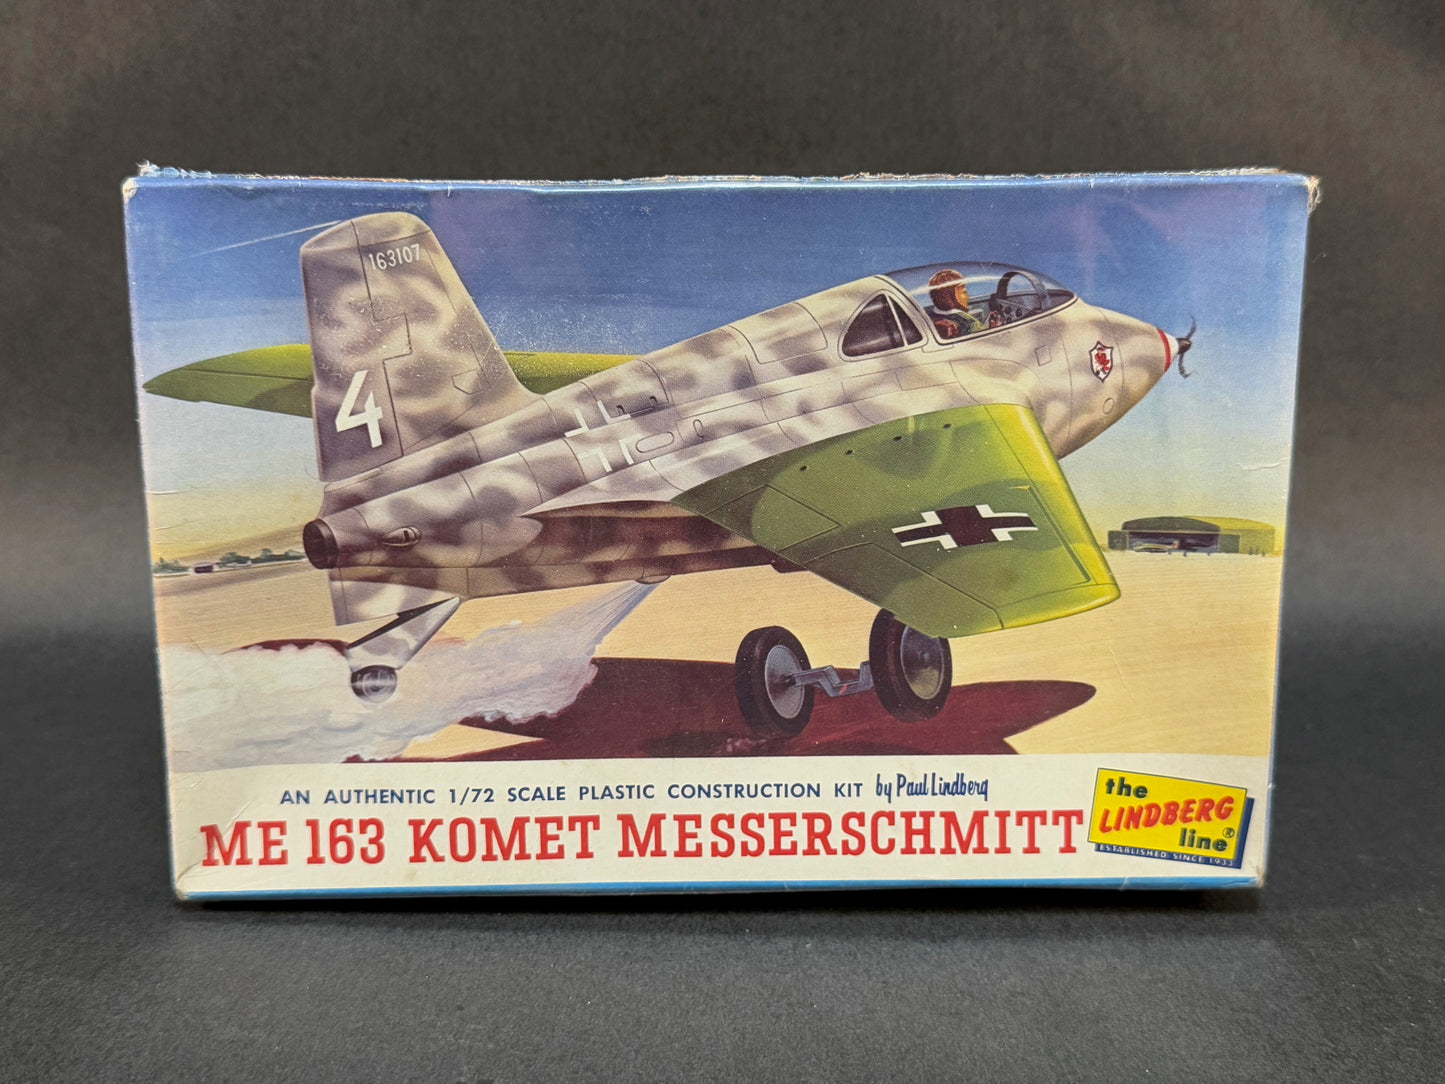 163107
4
AN AUTHENTIC 1/72 SCALE PLASTIC CONSTRUCTION KIT by Paul Lindberg
ME 163 KOMET MESSERSCHMITT
the
LINDBERG
line®
ESTABLISHED SINCE 1933